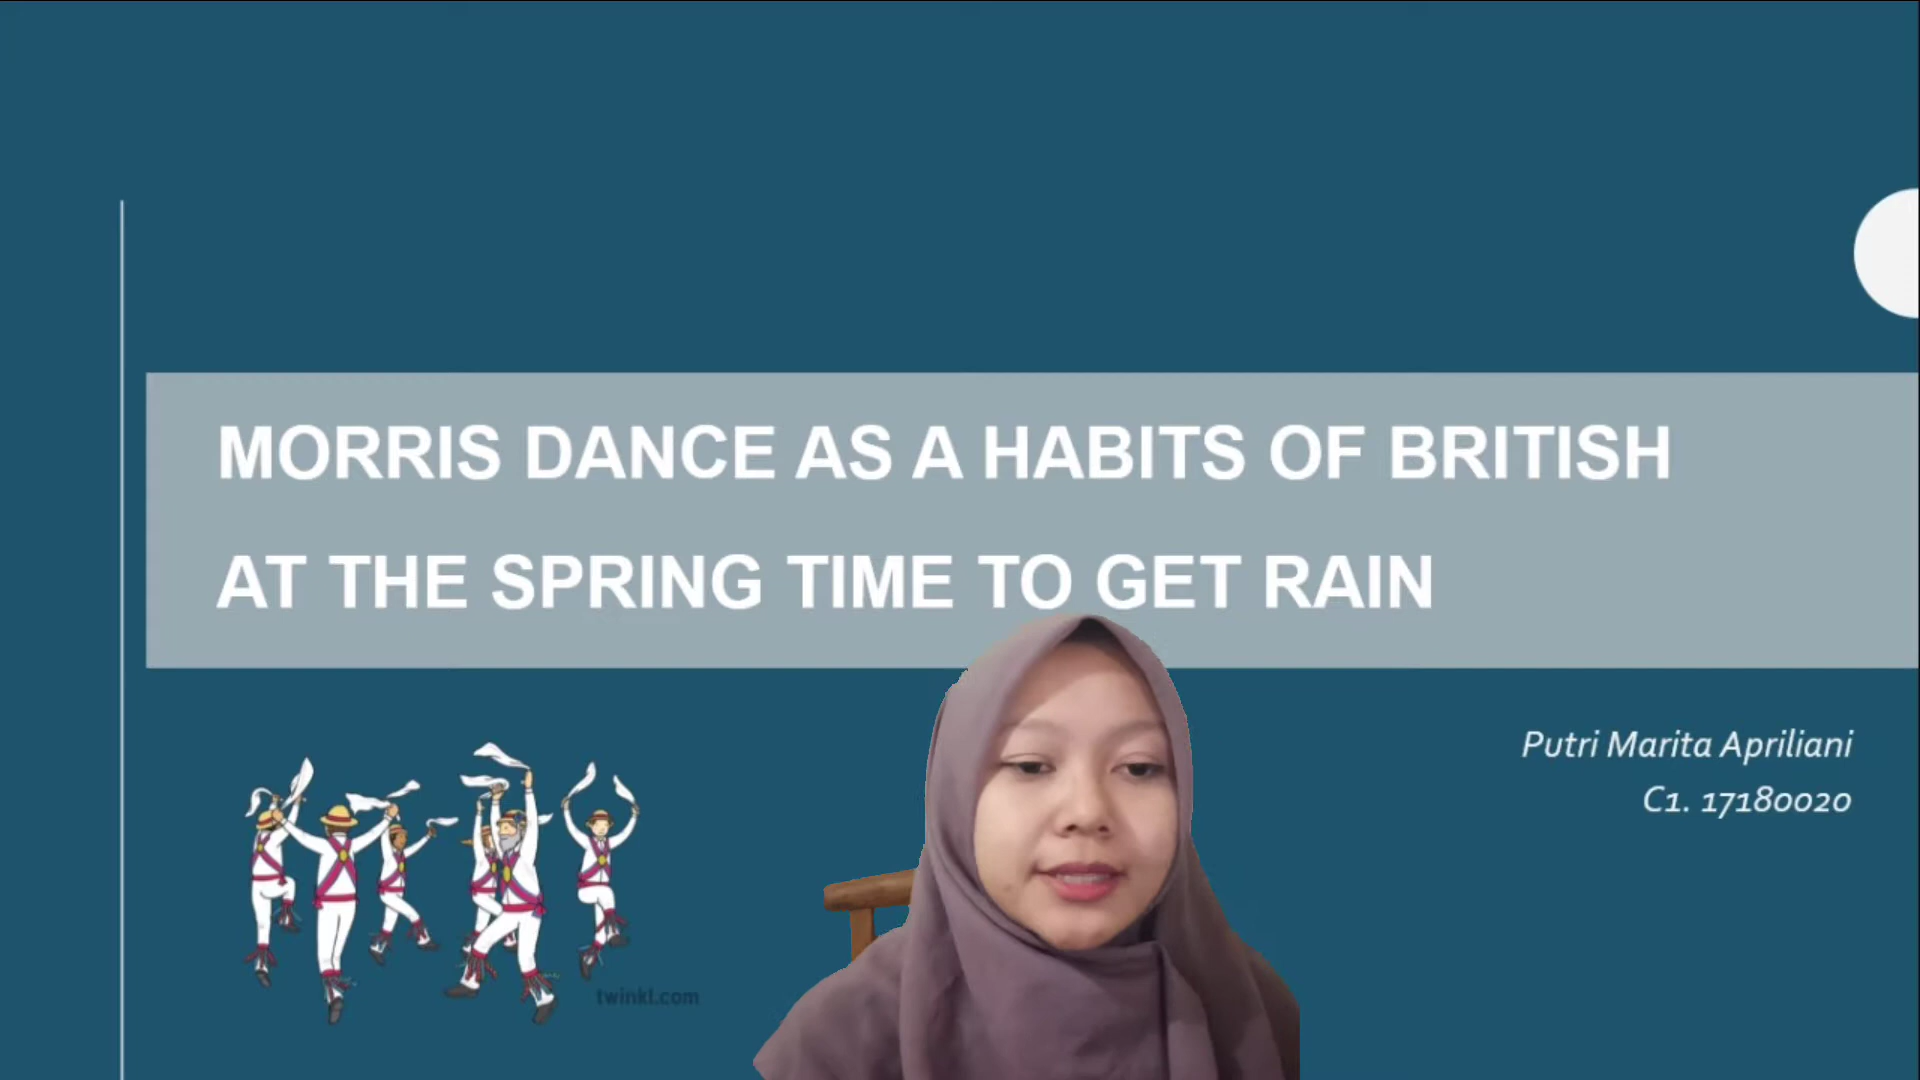 MORRIS DANCE AS A HABITS OF BRITISH
AT THE SPRING TIME TO GET RAIN
Putri Marita Apriliani
C1. 17180020
twinkl.com